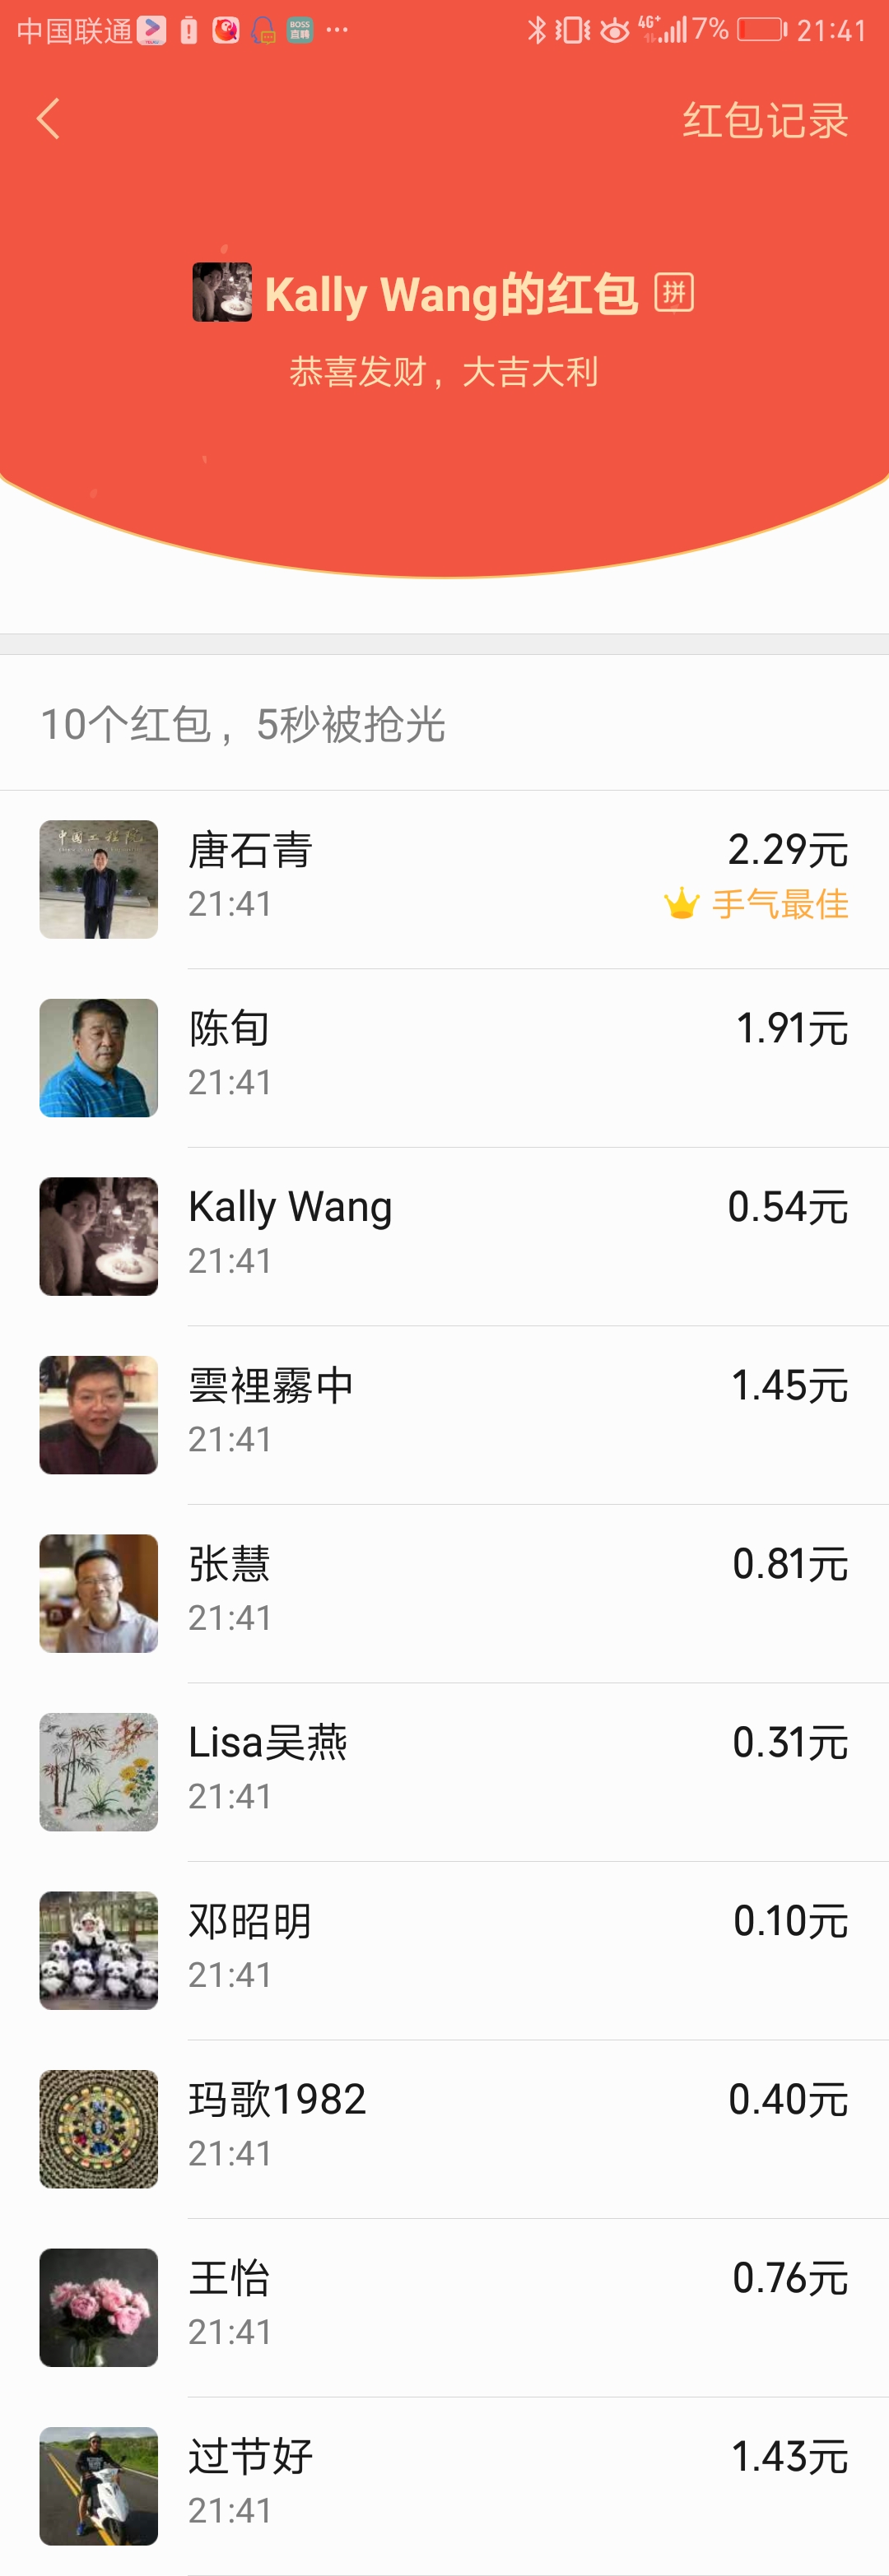 中国联通 BOSS 直聘 ··· 4G+ 7% 21:41
红包记录
Kally Wang的红包 拼
恭喜发财，大吉大利
10个红包，5秒被抢光
唐石青 2.29元
21:41 手气最佳
陈旬 1.91元
21:41
Kally Wang 0.54元
21:41
雲裡霧中 1.45元
21:41
张慧 0.81元
21:41
Lisa吴燕 0.31元
21:41
邓昭明 0.10元
21:41
玛歌1982 0.40元
21:41
王怡 0.76元
21:41
过节好 1.43元
21:41